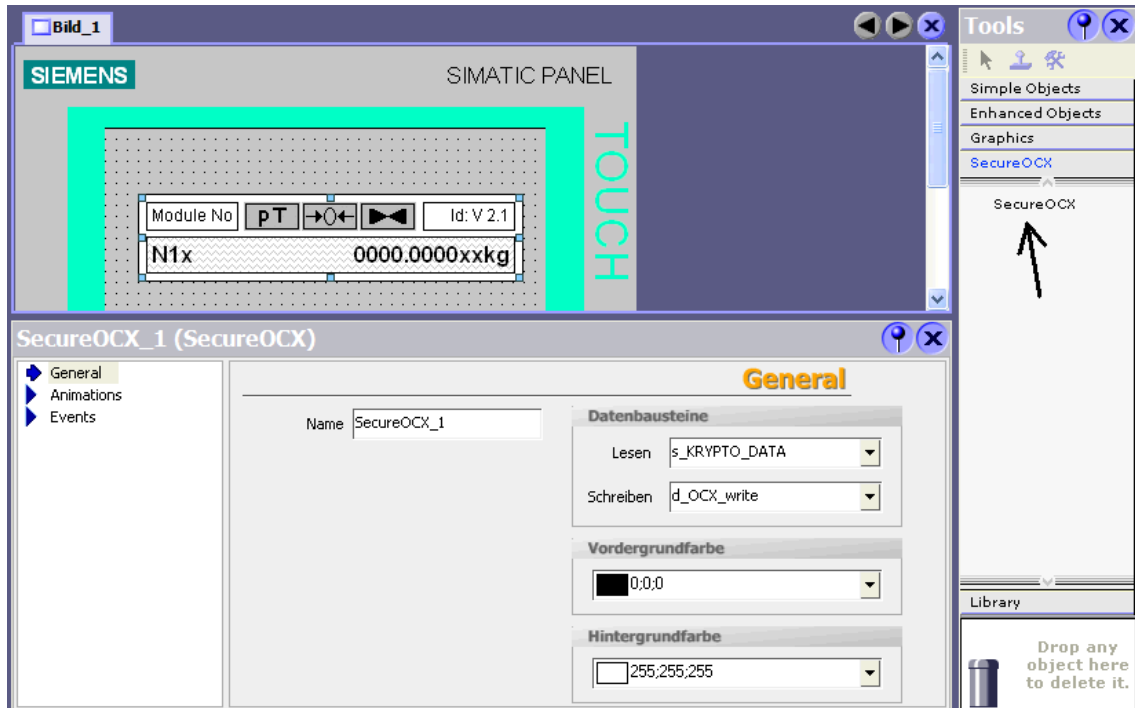 Bild_1
SIEMENS
SIMATIC PANEL
TOUCH
Module No
pT
→0←
Id: V 2.1
N1x
0000.0000xxkg
SecureOCX_1 (SecureOCX)
General
Animations
Events
General
Name
SecureOCX_1
Datenbausteine
Lesen
s_KRYPTO_DATA
Schreiben
d_OCX_write
Vordergrundfarbe
0;0;0
Hintergrundfarbe
255;255;255
Tools
Simple Objects
Enhanced Objects
Graphics
SecureOCX
SecureOCX
Library
Drop any
object here
to delete it.